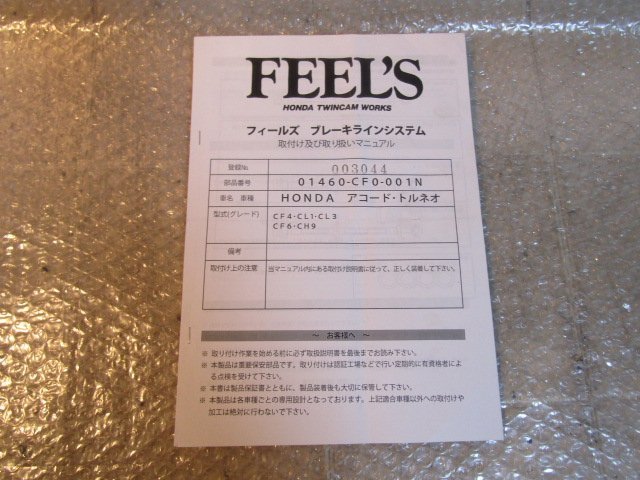 FEEL'S
HONDA TWINCAM WORKS
フィールズ ブレーキラインシステム
取付け及び取り扱いマニュアル
登録No. 003044
部品番号 01460-CF0-001N
車名 車種 HONDA アコード・トルネオ
型式(グレード) CF4・CL1・CL3
CF6・CH9
備考
取付け上の注意 当マニュアル内にある取付け説明書に従って、正しく装着して下さい。
～ お客様へ ～
※ 取り付け作業を始める前に必ず取扱説明書を最後までお読み下さい。
※ 本製品は重要保安部品です。取り付けは認証工場などで行い定期的に有資格者によ
る点検を受けて下さい。
※ 本書は製品保証書とともに、製品装着後も大切に保管して下さい。
※ 本製品は各車種ごとの専用設計となっております。上記適合車種以外への取付けや
加工は絶対に行わないで下さい。